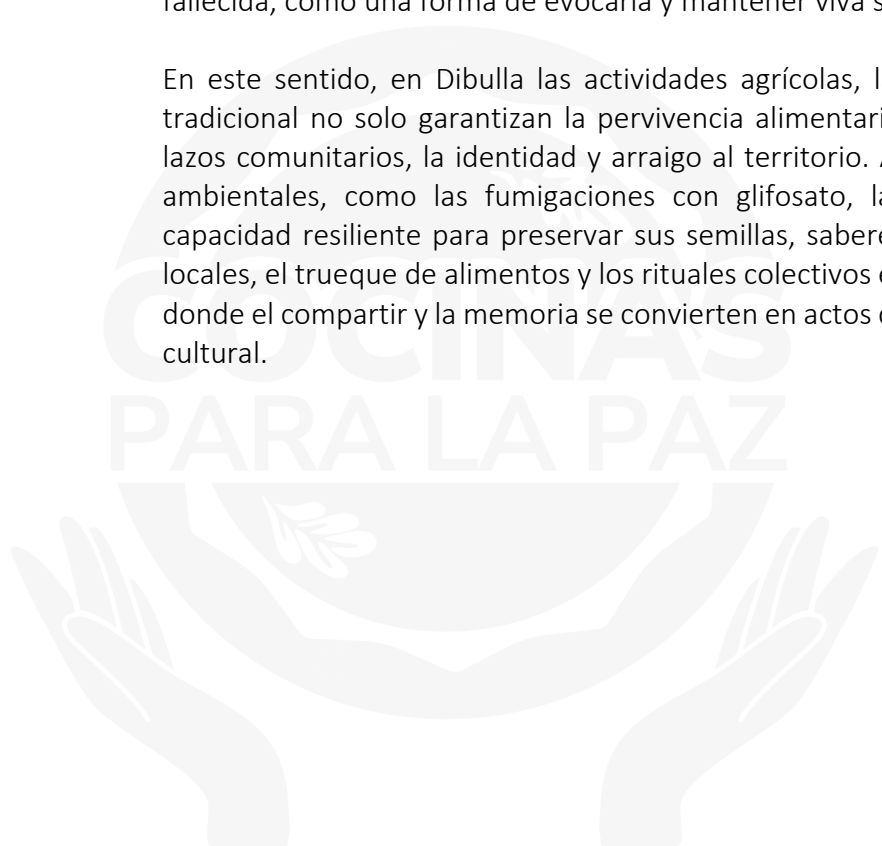 fallecida, como una forma de evocarla y mantener viva s
En este sentido, en Dibulla las actividades agrícolas, l
tradicional no solo garantizan la pervivencia alimentari
lazos comunitarios, la identidad y arraigo al territorio.
ambientales, como las fumigaciones con glifosato, la
capacidad resiliente para preservar sus semillas, sabere
locales, el trueque de alimentos y los rituales colectivos e
donde el compartir y la memoria se convierten en actos
cultural.
COCINAS
PARA LA PAZ